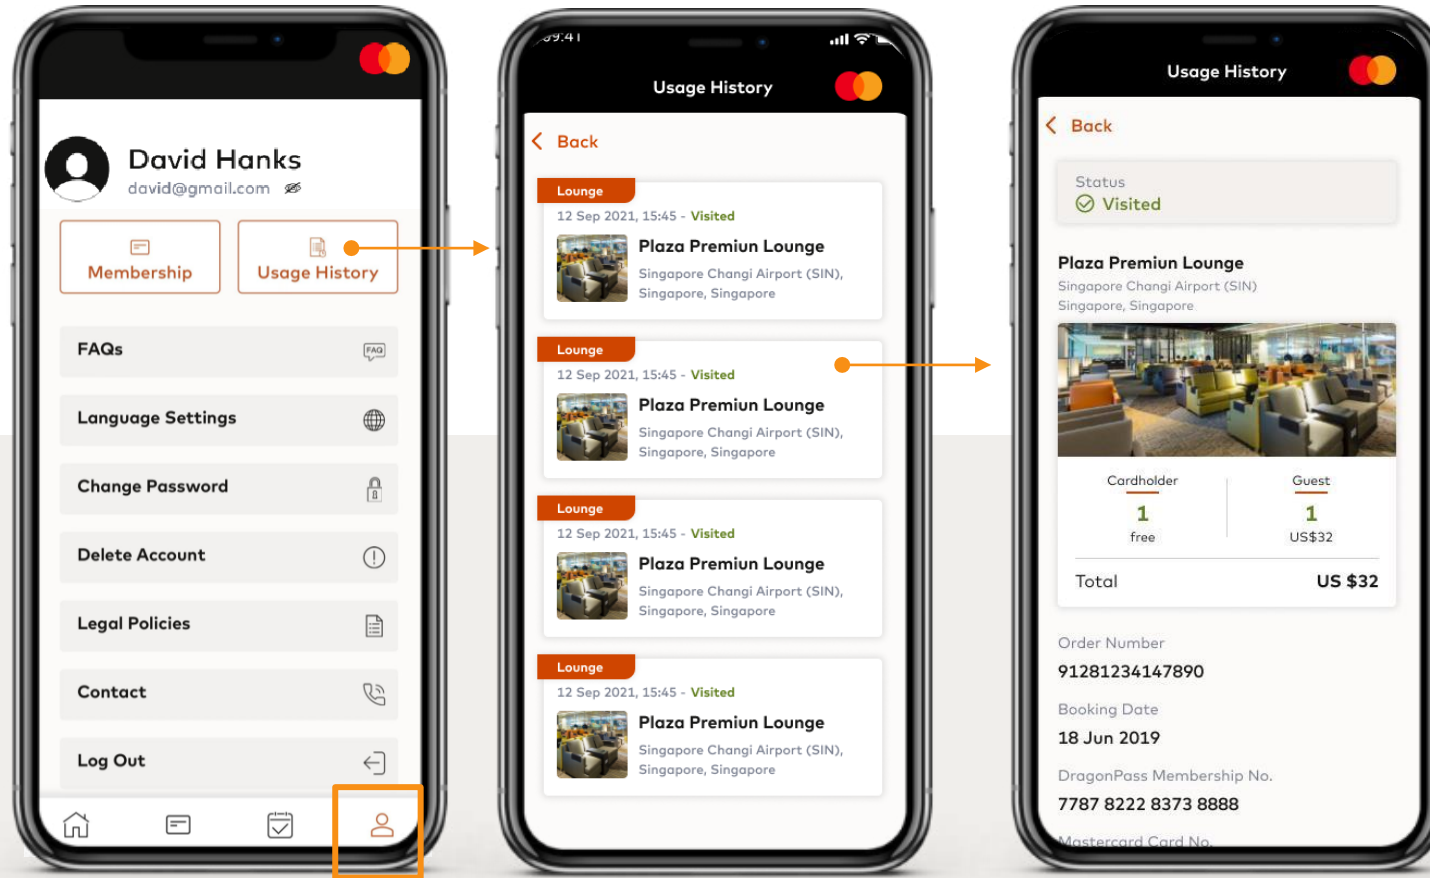 David Hanks
david@gmail.com
Membership
Usage History
FAQs
FAQ
Language Settings
Change Password
Delete Account
Legal Policies
Contact
Log Out
09:41
Usage History
Back
Lounge
12 Sep 2021, 15:45 - Visited
Plaza Premiun Lounge
Singapore Changi Airport (SIN),
Singapore, Singapore
Lounge
12 Sep 2021, 15:45 - Visited
Plaza Premiun Lounge
Singapore Changi Airport (SIN),
Singapore, Singapore
Lounge
12 Sep 2021, 15:45 - Visited
Plaza Premiun Lounge
Singapore Changi Airport (SIN),
Singapore, Singapore
Lounge
12 Sep 2021, 15:45 - Visited
Plaza Premiun Lounge
Singapore Changi Airport (SIN),
Singapore, Singapore
Usage History
Back
Status
Visited
Plaza Premiun Lounge
Singapore Changi Airport (SIN)
Singapore, Singapore
Cardholder
1
free
Guest
1
US$32
Total US $32
Order Number
91281234147890
Booking Date
18 Jun 2019
DragonPass Membership No.
7787 8222 8373 8888
Mastercard Card No.